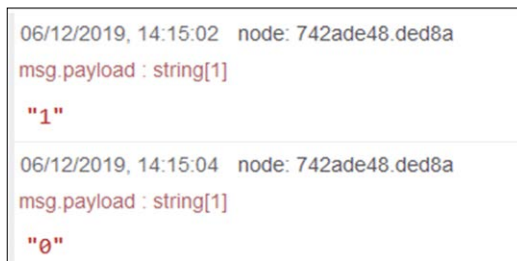 06/12/2019, 14:15:02 node: 742ade48.ded8a
msg.payload : string[1]
"1"
06/12/2019, 14:15:04 node: 742ade48.ded8a
msg.payload : string[1]
"0"